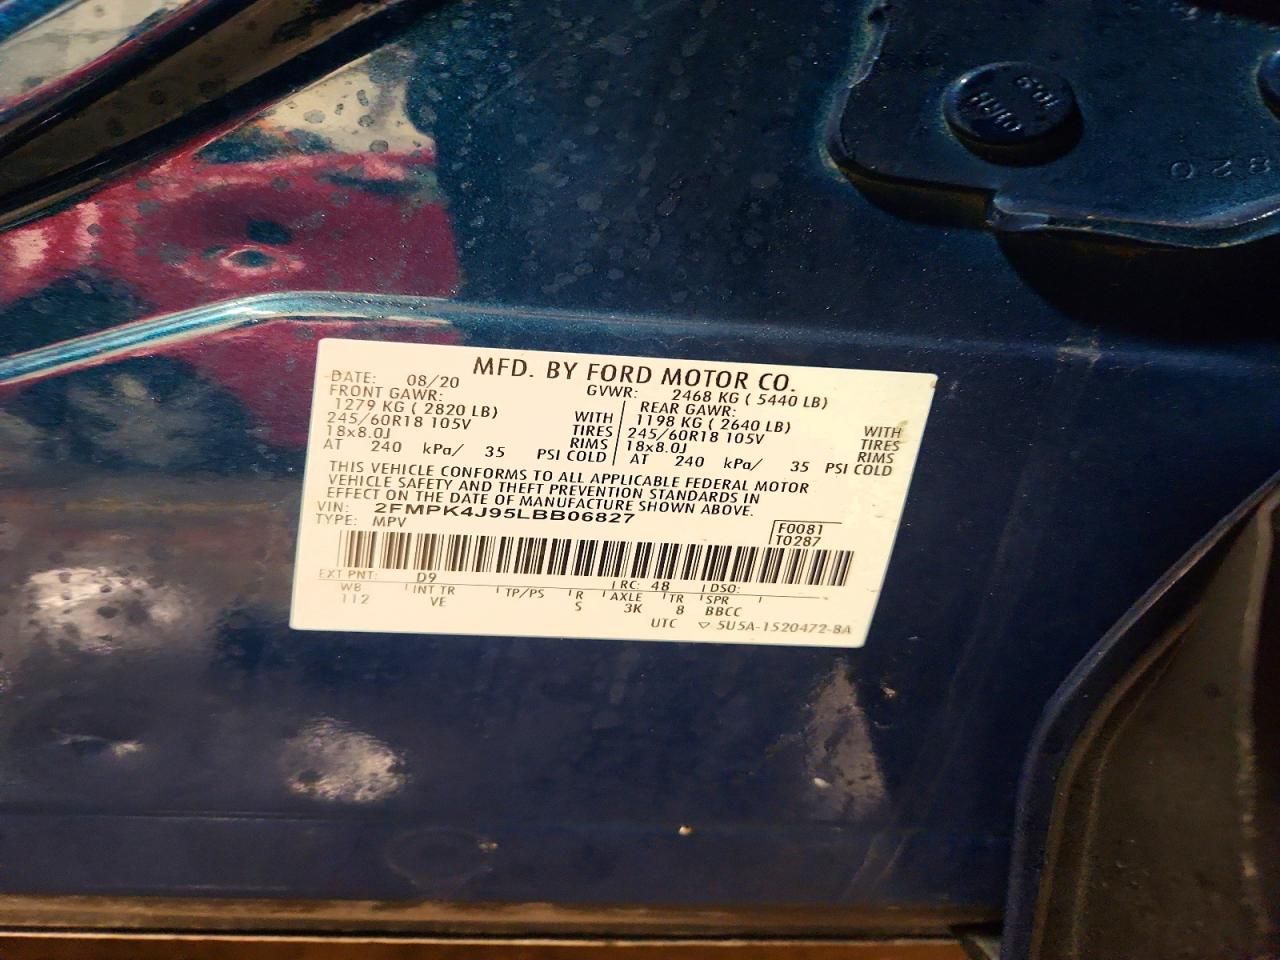 MFD. BY FORD MOTOR CO.
DATE: 08/20 GVWR: 2468 KG ( 5440 LB)
FRONT GAWR: REAR GAWR:
1279 KG ( 2820 LB) WITH 1198 KG ( 2640 LB) WITH
245/60R18 105V TIRES 245/60R18 105V TIRES
18x8.0J RIMS 18x8.0J RIMS
AT 240 kPa/ 35 PSI COLD AT 240 kPa/ 35 PSI COLD
THIS VEHICLE CONFORMS TO ALL APPLICABLE FEDERAL MOTOR
VEHICLE SAFETY AND THEFT PREVENTION STANDARDS IN
EFFECT ON THE DATE OF MANUFACTURE SHOWN ABOVE.
VIN: 2FMPK4J95LBB06827
TYPE: MPV
F0081
T0287
EXT PNT: D9 RC: 48 DSO:
WB INT TR TP/PS R AXLE TR SPR
112 VE S 3K 8 BBCC
UTC ▽ 5U5A-1520472-BA
10.9
820